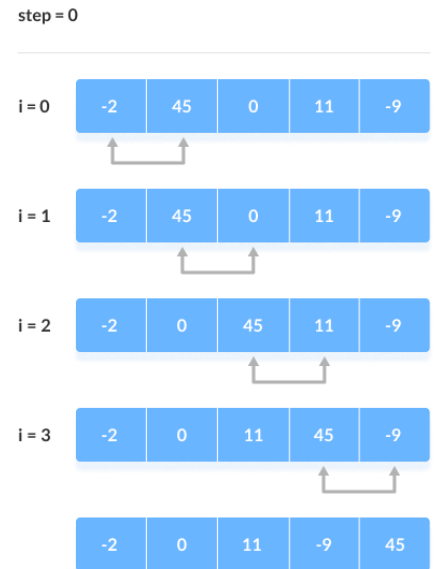 step = 0
i = 0 -2 45 0 11 -9
i = 1 -2 45 0 11 -9
i = 2 -2 0 45 11 -9
i = 3 -2 0 11 45 -9
-2 0 11 -9 45